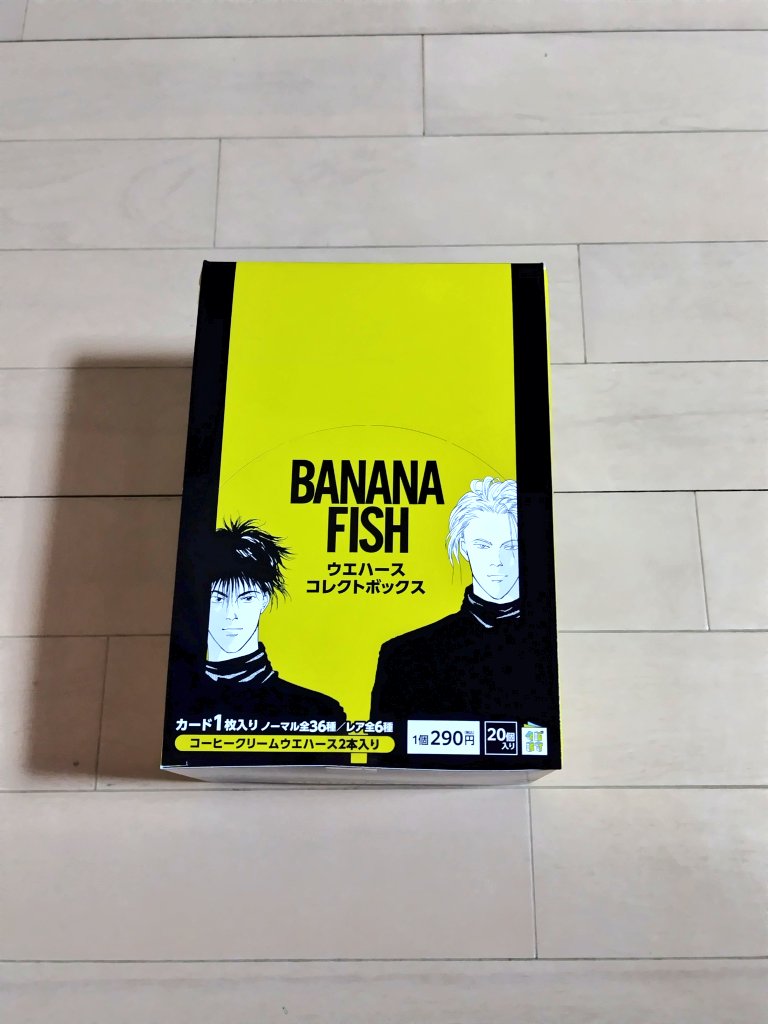 BANANA
FISH
ウエハース
コレクトボックス
カード1枚入り ノーマル全36種／レア全6種
コーヒークリームウエハース2本入り
1個290円
20個
入り